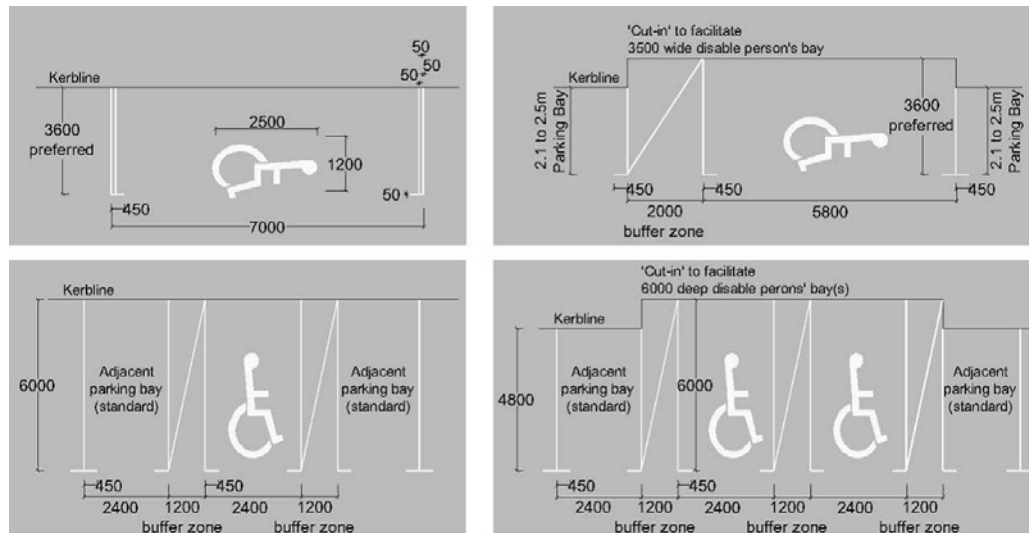 50
50
50
Kerbline
3600
preferred
2500
1200
50
450
7000
'Cut-in' to facilitate
3500 wide disable person's bay
Kerbline
2.1 to 2.5m
Parking Bay
3600
preferred
2.1 to 2.5m
Parking Bay
450
450
450
2000
5800
buffer zone
Kerbline
6000
Adjacent
parking bay
(standard)
Adjacent
parking bay
(standard)
450
450
2400
1200
2400
1200
buffer zone
buffer zone
'Cut-in' to facilitate
6000 deep disable perons' bay(s)
Kerbline
4800
Adjacent
parking bay
(standard)
6000
Adjacent
parking bay
(standard)
450
450
2400
1200
2400
1200
2400
1200
buffer zone
buffer zone
buffer zone